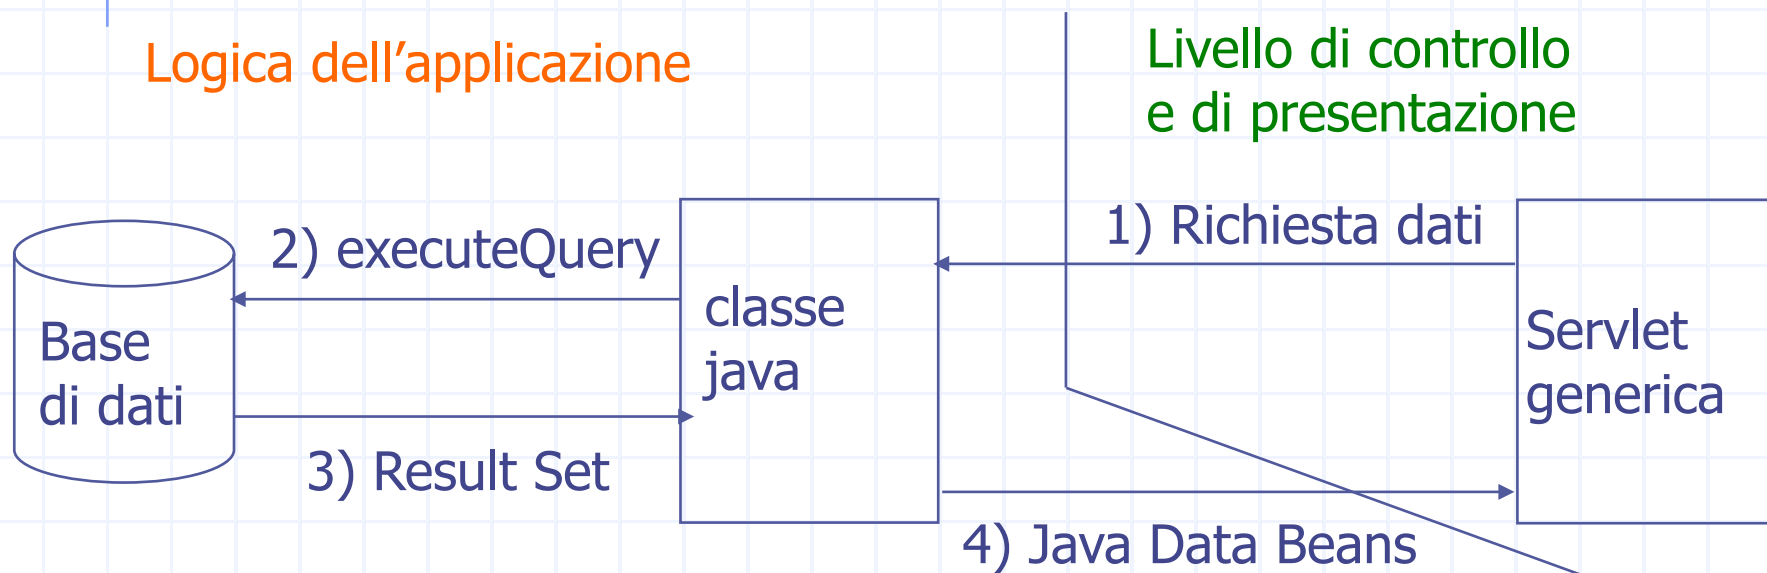 Logica dell’applicazione
Livello di controllo
e di presentazione
1) Richiesta dati
2) executeQuery
classe
java
Base
di dati
Servlet
generica
3) Result Set
4) Java Data Beans